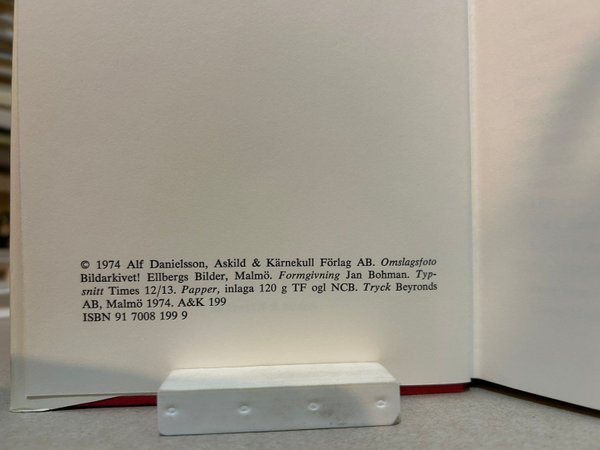 © 1974 Alf Danielsson, Askild & Kärnekull Förlag AB. Omslagsfoto
Bildarkivet! Ellbergs Bilder, Malmö. Formgivning Jan Bohman. Typ-
snitt Times 12/13. Papper, inlaga 120 g TF ogl NCB. Tryck Beyronds
AB, Malmö 1974. A&K 199
ISBN 91 7008 199 9